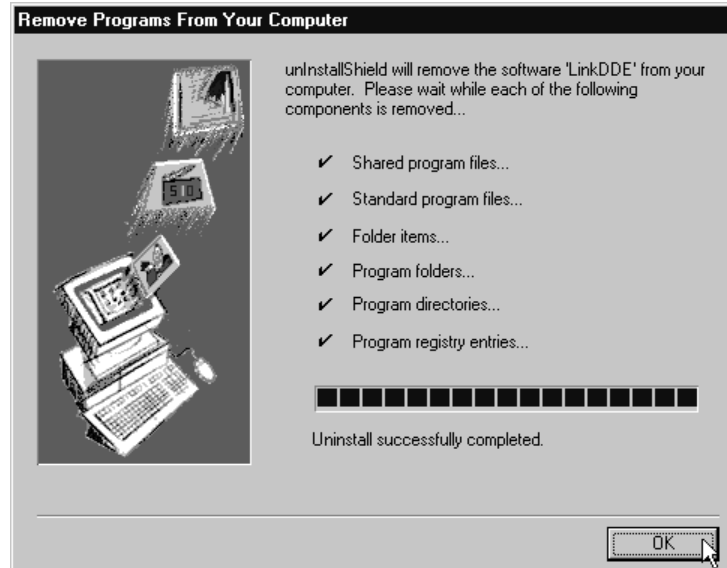 Remove Programs From Your Computer
unInstallShield will remove the software 'LinkDDE' from your
computer.  Please wait while each of the following
components is removed...
✔ Shared program files...
✔ Standard program files...
✔ Folder items...
✔ Program folders...
✔ Program directories...
✔ Program registry entries...
Uninstall successfully completed.
OK